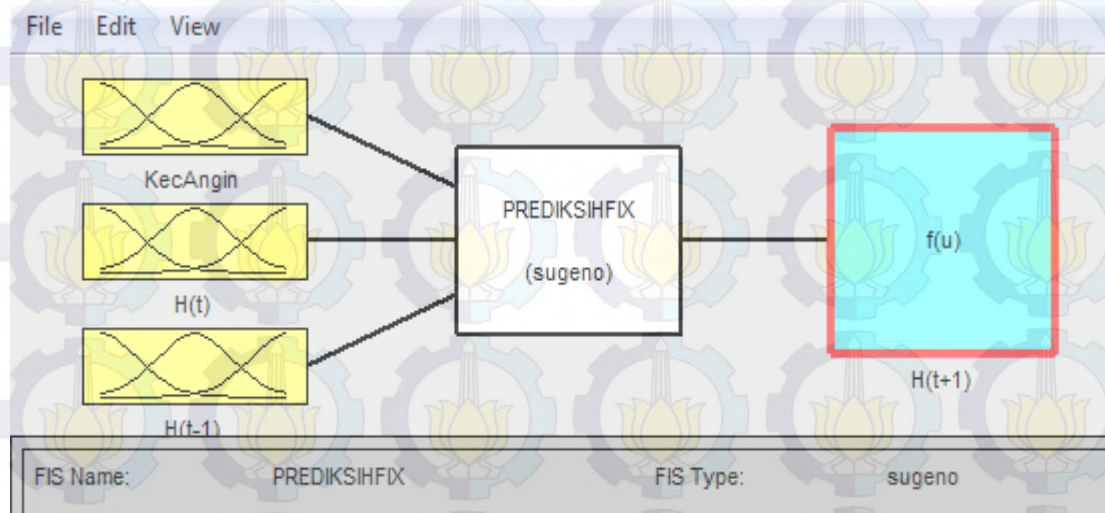 File Edit View
KecAngin
H(t)
H(t-1)
PREDIKSIHFIX
(sugeno)
f(u)
H(t+1)
FIS Name: PREDIKSIHFIX FIS Type: sugeno